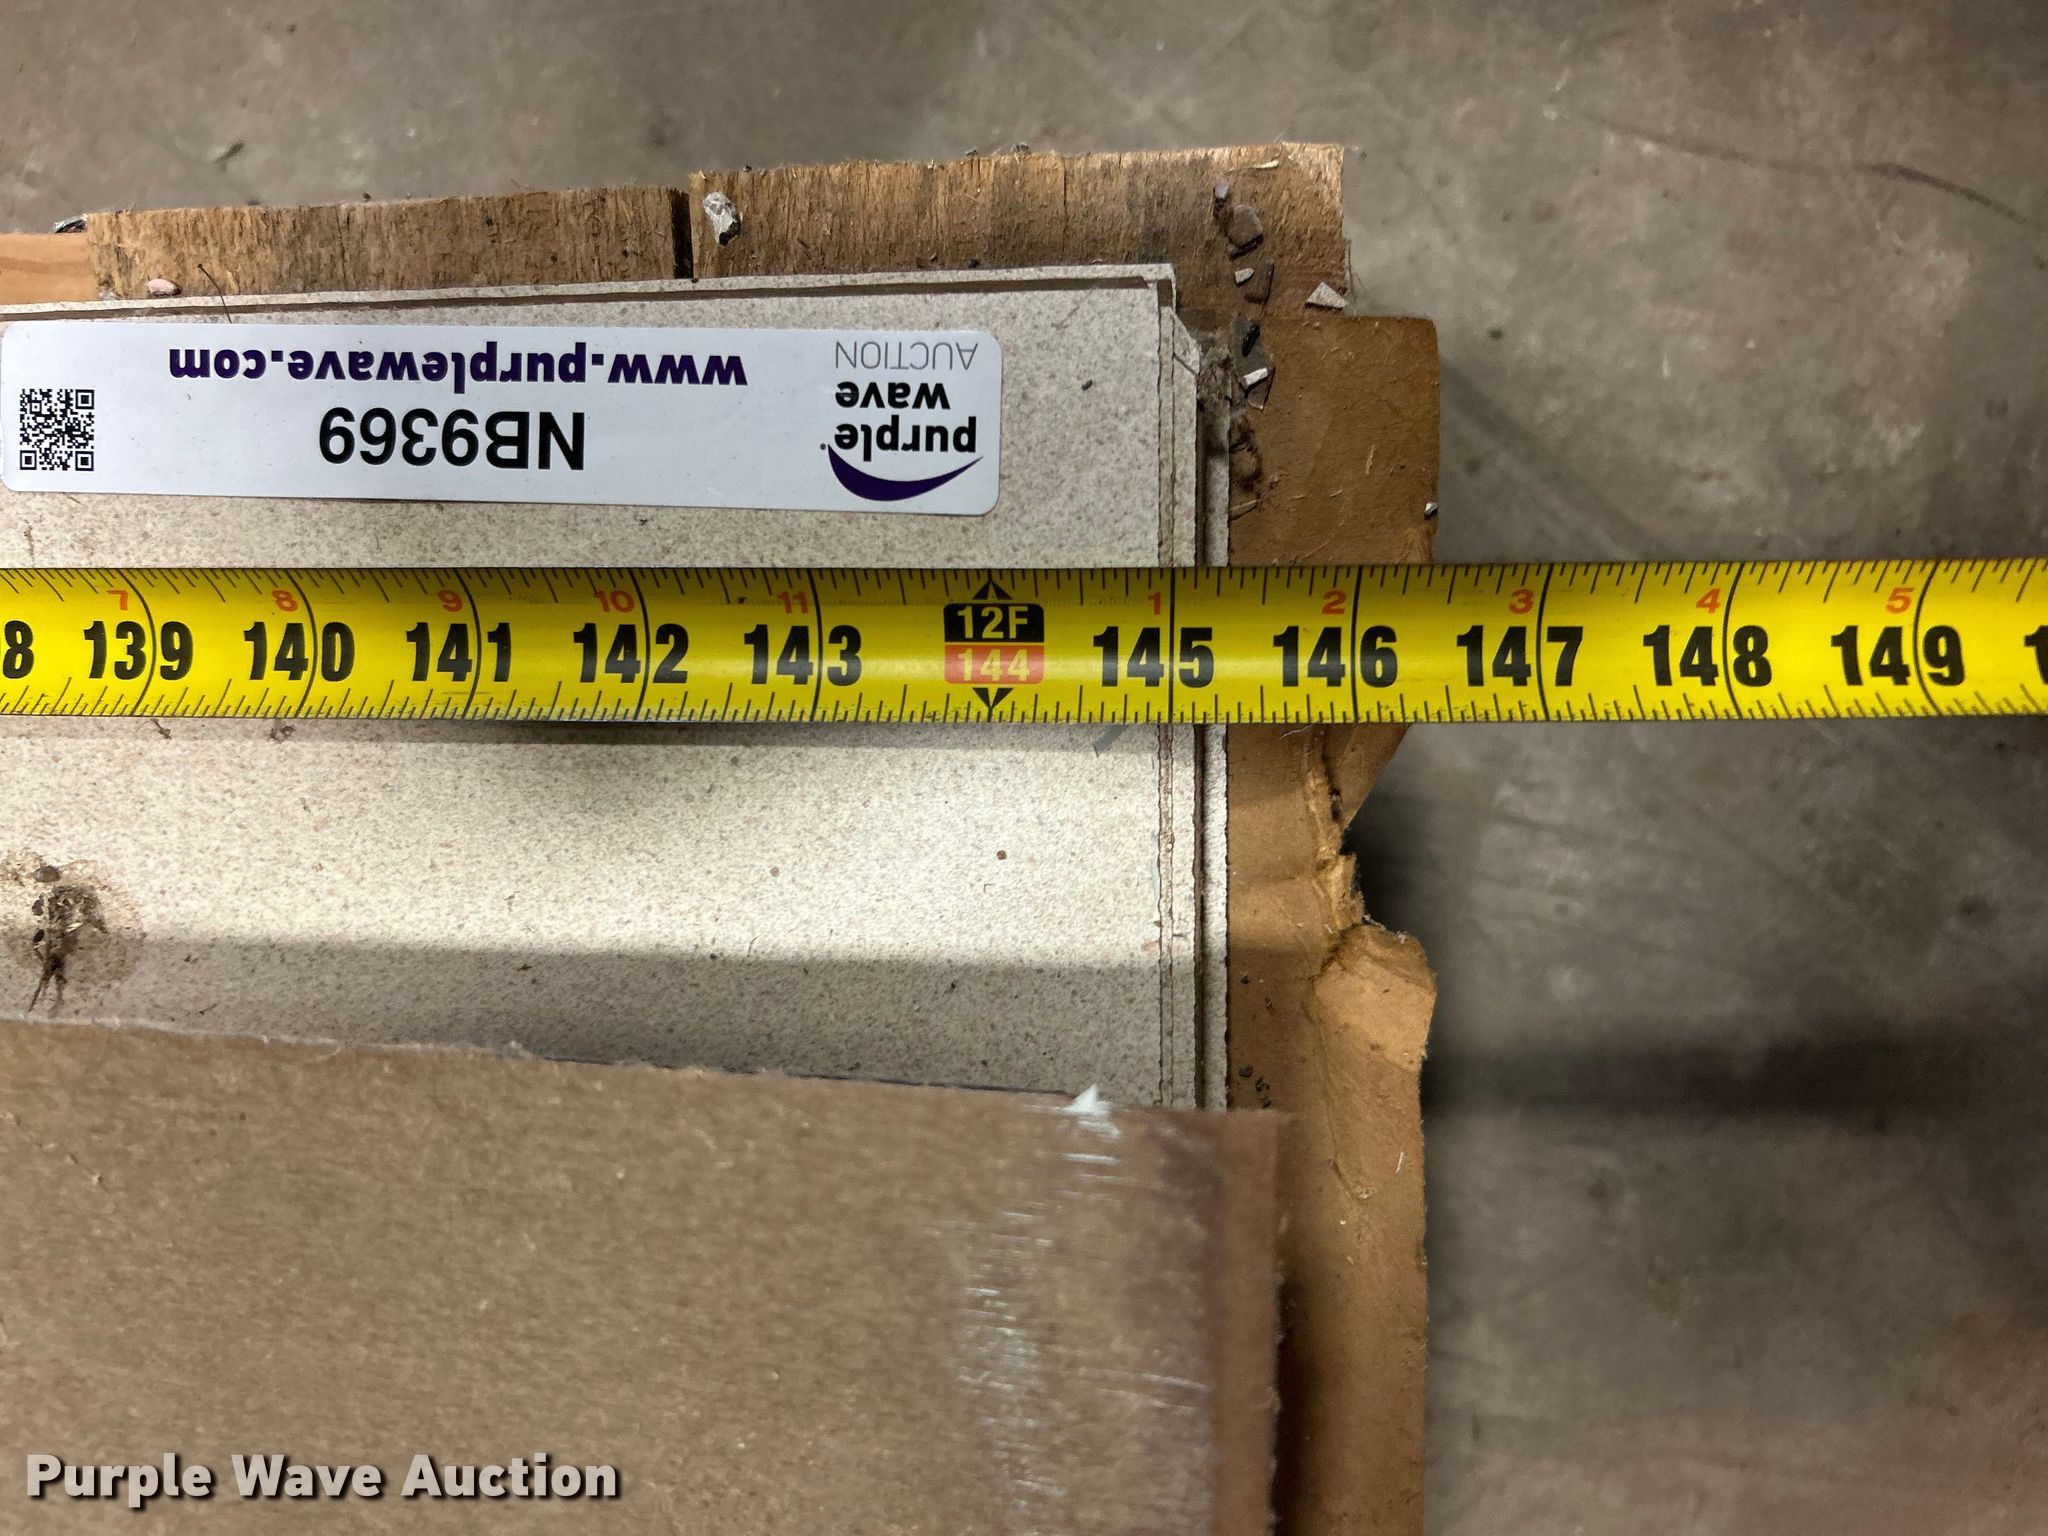 www.purplewave.com
NB9369
purple wave
AUCTION
7 8 9 10 11 12F 1 2 3 4 5
8 139 140 141 142 143 144 145 146 147 148 149 1
Purple Wave Auction